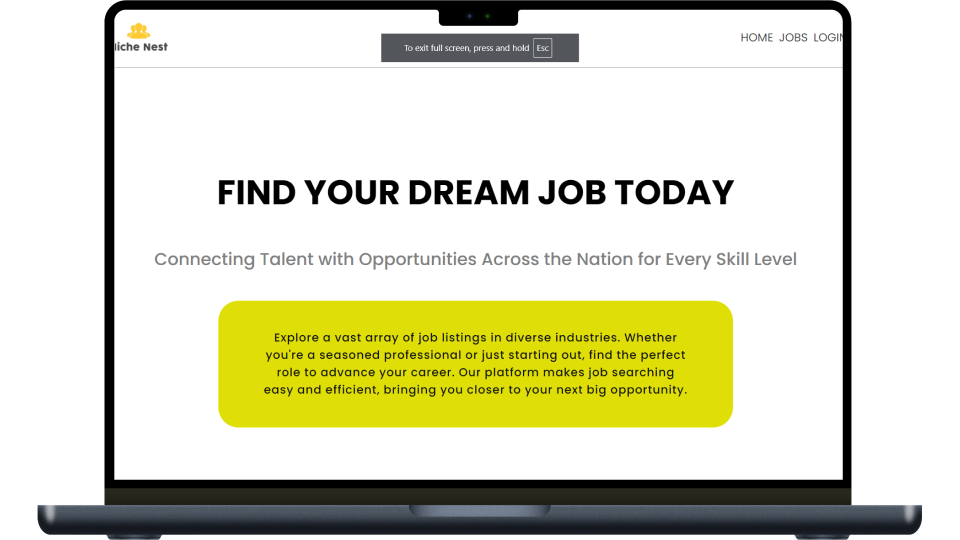 iche Nest
To exit full screen, press and hold Esc
HOME JOBS LOGIN
FIND YOUR DREAM JOB TODAY
Connecting Talent with Opportunities Across the Nation for Every Skill Level
Explore a vast array of job listings in diverse industries. Whether
you're a seasoned professional or just starting out, find the perfect
role to advance your career. Our platform makes job searching
easy and efficient, bringing you closer to your next big opportunity.